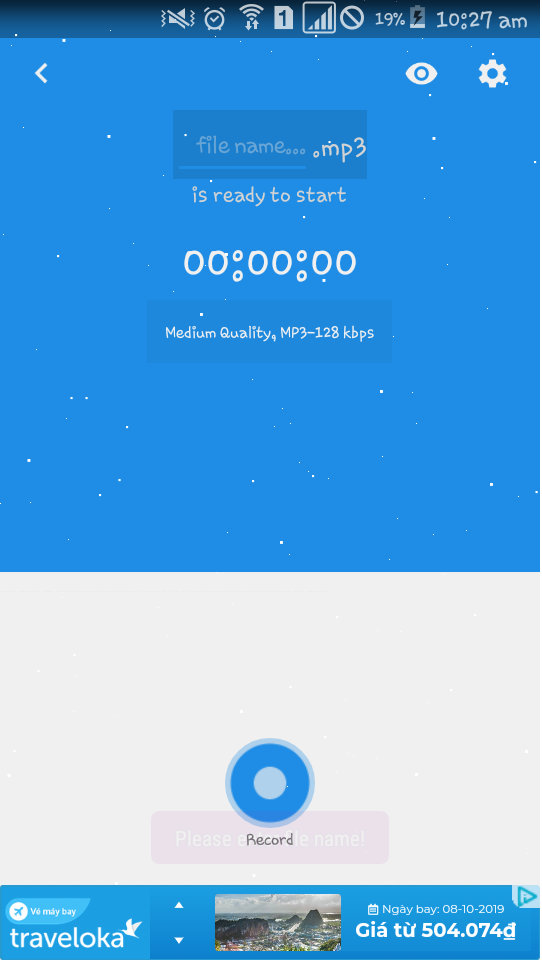 1
19%
10:27 am
file name... .mp3
is ready to start
00:00:00
Medium Quality, MP3-128 kbps
Record
Please enter file name!
Vé máy bay
traveloka
Ngày bay: 08-10-2019
Giá từ 504.074₫